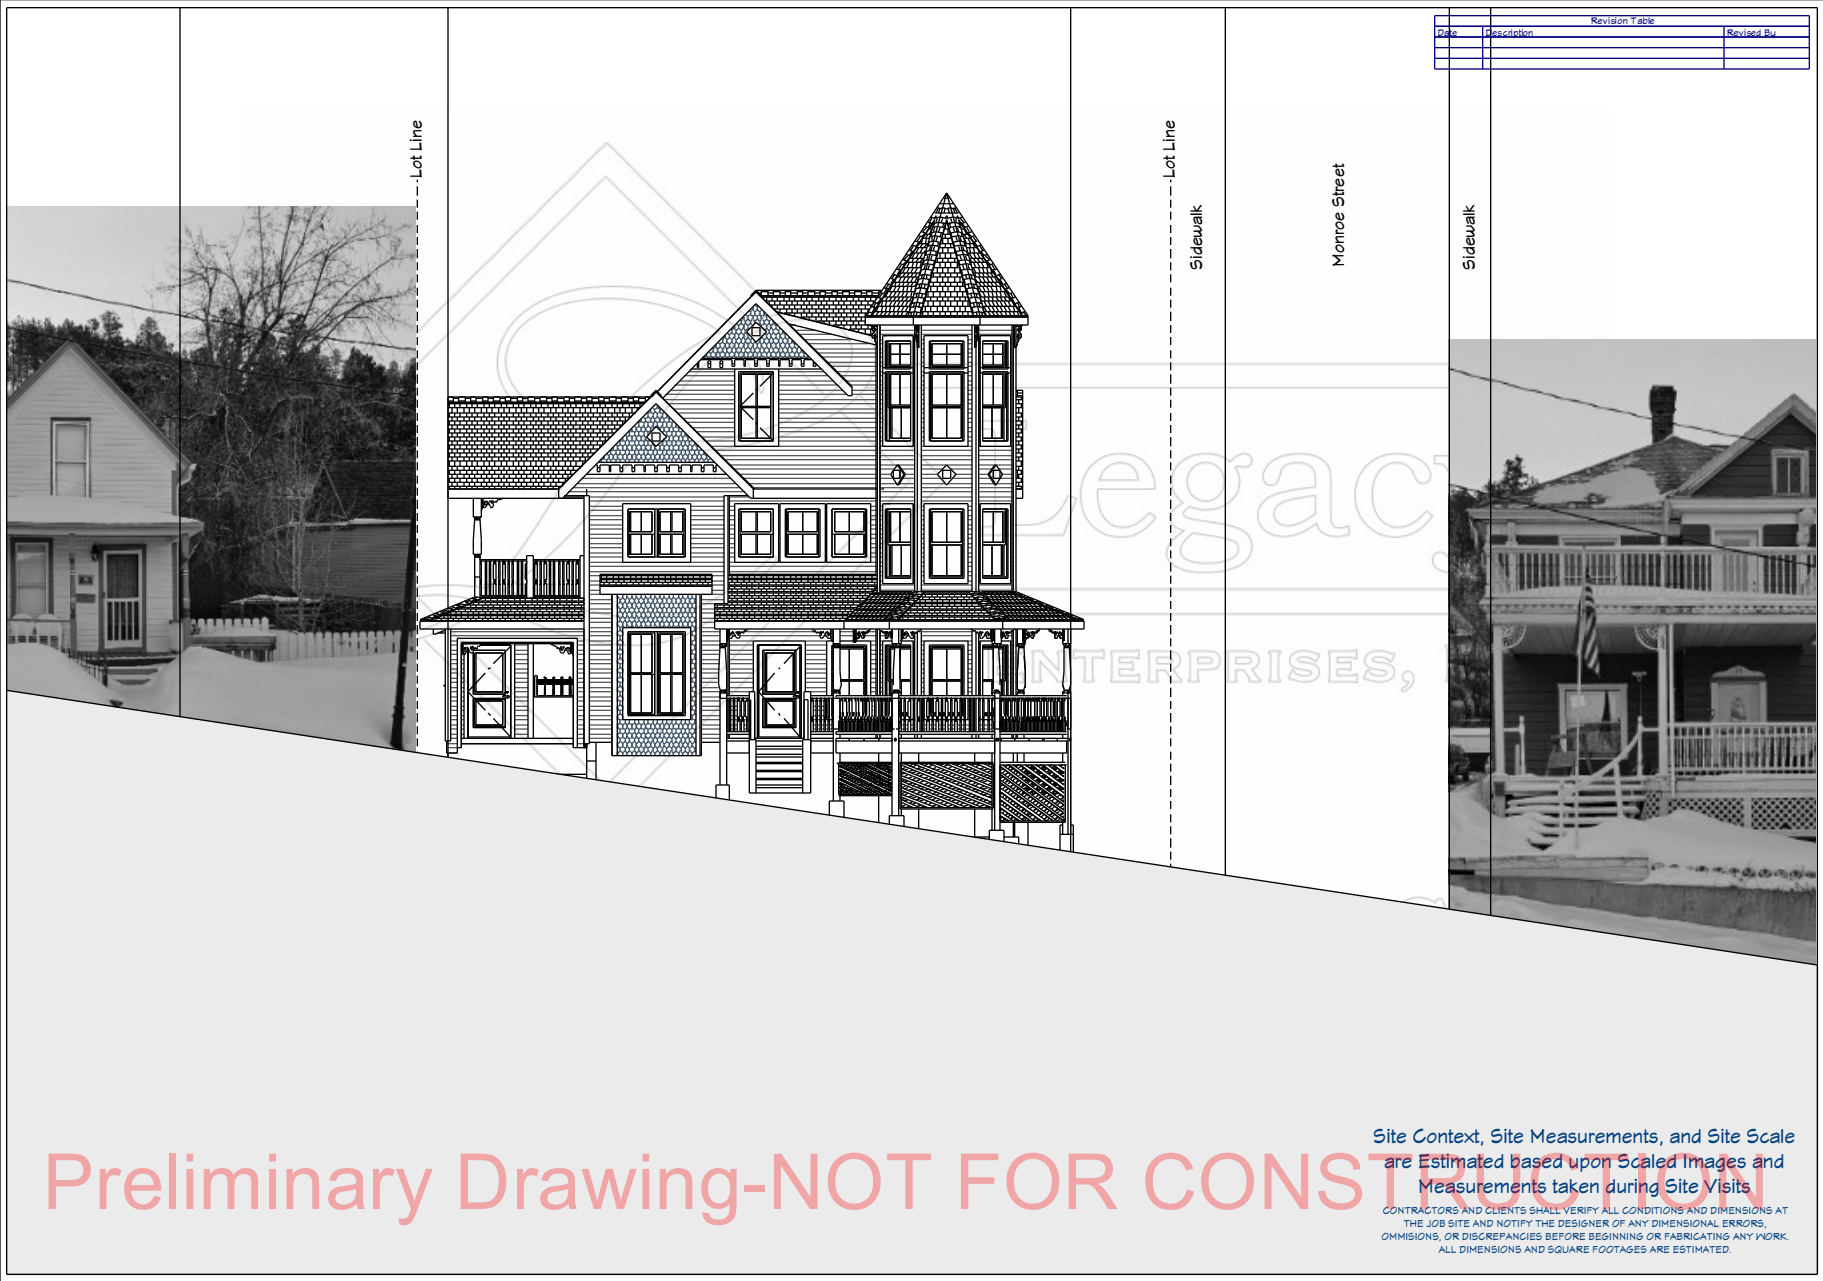 Revision Table
Date Description Revised By
Lot Line
Lot Line
Sidewalk
Monroe Street
Sidewalk
Legacy
ENTERPRISES,
Site Context, Site Measurements, and Site Scale
are Estimated based upon Scaled Images and
Measurements taken during Site Visits
Preliminary Drawing-NOT FOR CONSTRUCTION
CONTRACTORS AND CLIENTS SHALL VERIFY ALL CONDITIONS AND DIMENSIONS AT
THE JOB SITE AND NOTIFY THE DESIGNER OF ANY DIMENSIONAL ERRORS,
OMMISIONS, OR DISCREPANCIES BEFORE BEGINNING OR FABRICATING ANY WORK.
ALL DIMENSIONS AND SQUARE FOOTAGES ARE ESTIMATED.